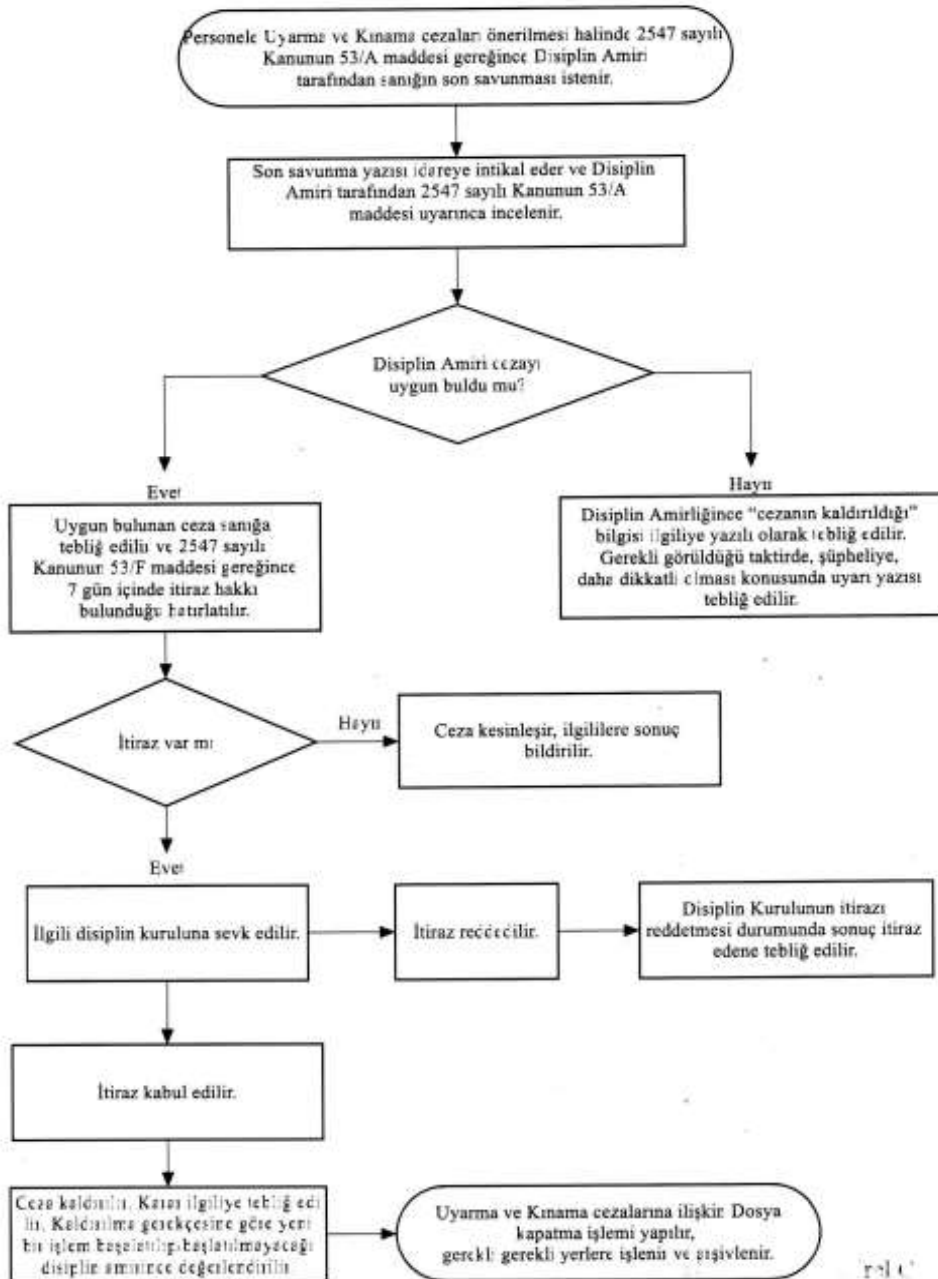 Personele Uyarma ve Kınama cezaları önerilmesi halinde 2547 sayılı
Kanunun 53/A maddesi gereğince Disiplin Amiri
tarafından sanığın son savunması istenir.
Son savunma yazısı idareye intikal eder ve Disiplin
Amiri tarafından 2547 sayılı Kanunun 53/A
maddesi uyarınca incelenir.
Disiplin Amiri cezayı
uygun buldu mu?
Evet
Hayır
Uygun bulunan ceza sanığa
tebliğ edilir ve 2547 sayılı
Kanunun 53/F maddesi gereğince
7 gün içinde itiraz hakkı
bulunduğu hatırlatılır.
Disiplin Amirliğince “cezanın kaldırıldığı”
bilgisi ilgiliye yazılı olarak tebliğ edilir.
Gerekli görüldüğü taktirde, şüpheliye,
daha dikkatli olması konusunda uyarı yazısı
tebliğ edilir.
İtiraz var mı
Hayır
Ceza kesinleşir, ilgililere sonuç
bildirilir.
Evet
İlgili disiplin kuruluna sevk edilir.
İtiraz reddedilir.
Disiplin Kurulunun itirazı
reddetmesi durumunda sonuç itiraz
edene tebliğ edilir.
İtiraz kabul edilir.
Ceza kaldırılır. Karar ilgiliye tebliğ edi
lir. Kaldırılma gerekçesine göre yeni
bir işlem başalatılıp başlatılmayacağı
disiplin amirince değerlendirilir
Uyarma ve Kınama cezalarına ilişkin Dosya
kapatma işlemi yapılır,
gerekli gerekli yerlere işlenir ve arşivlenir.